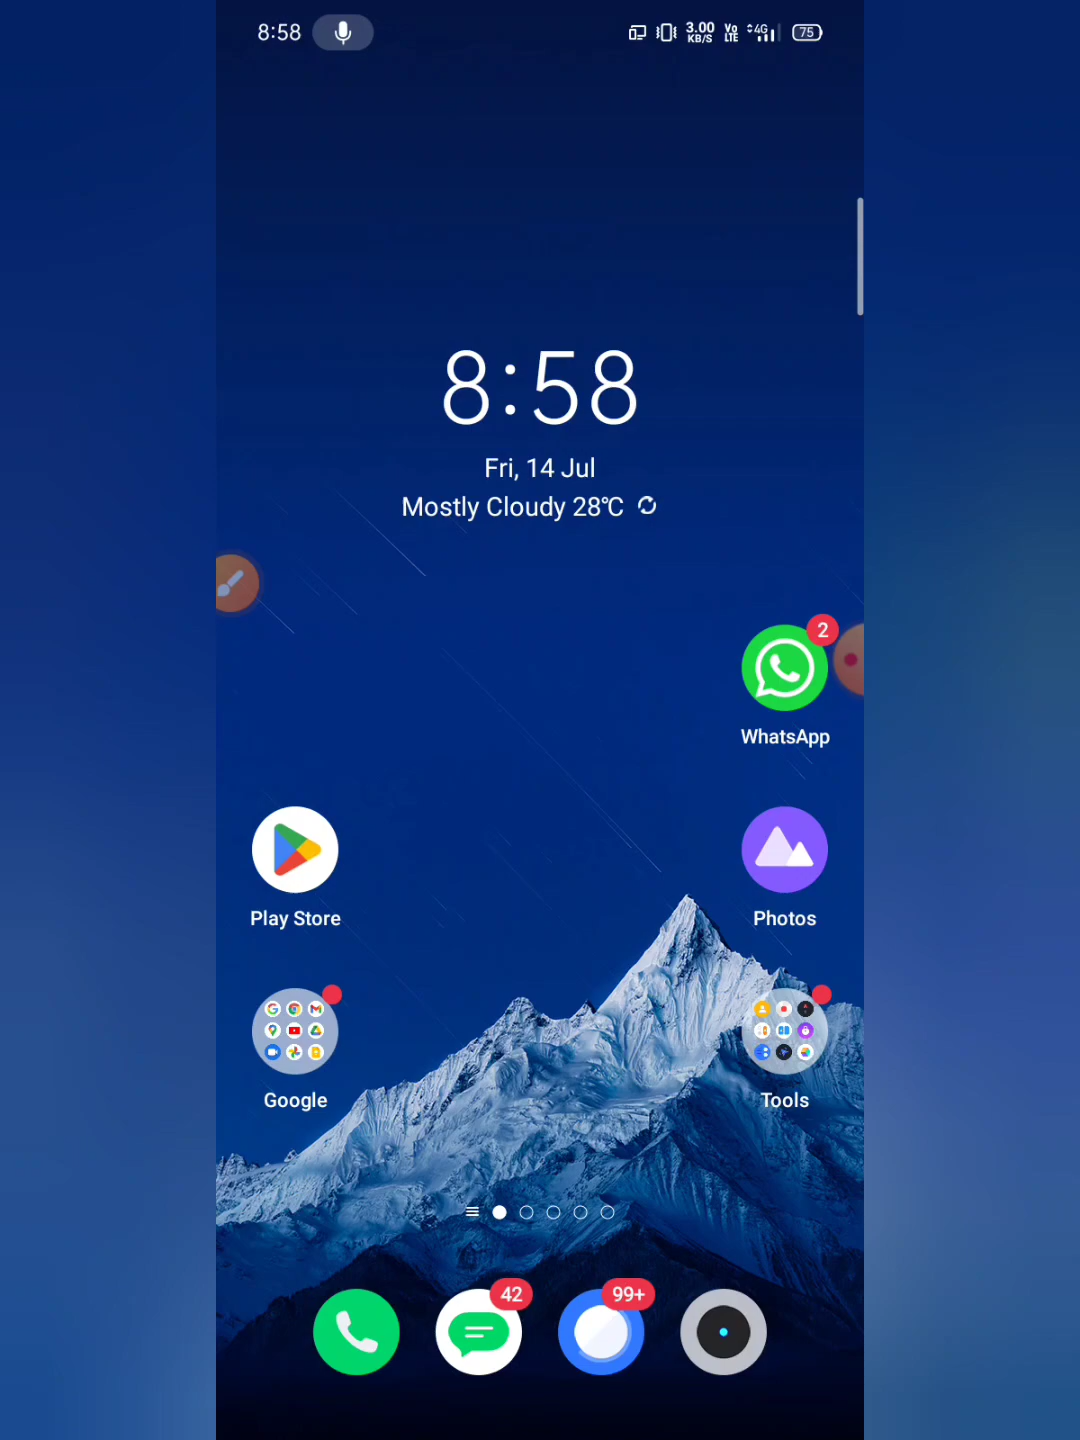 8:58
3.00 KB/S
Vo LTE
4G
75
8:58
Fri, 14 Jul
Mostly Cloudy 28℃
2
WhatsApp
Play Store
Photos
Google
Tools
42
99+